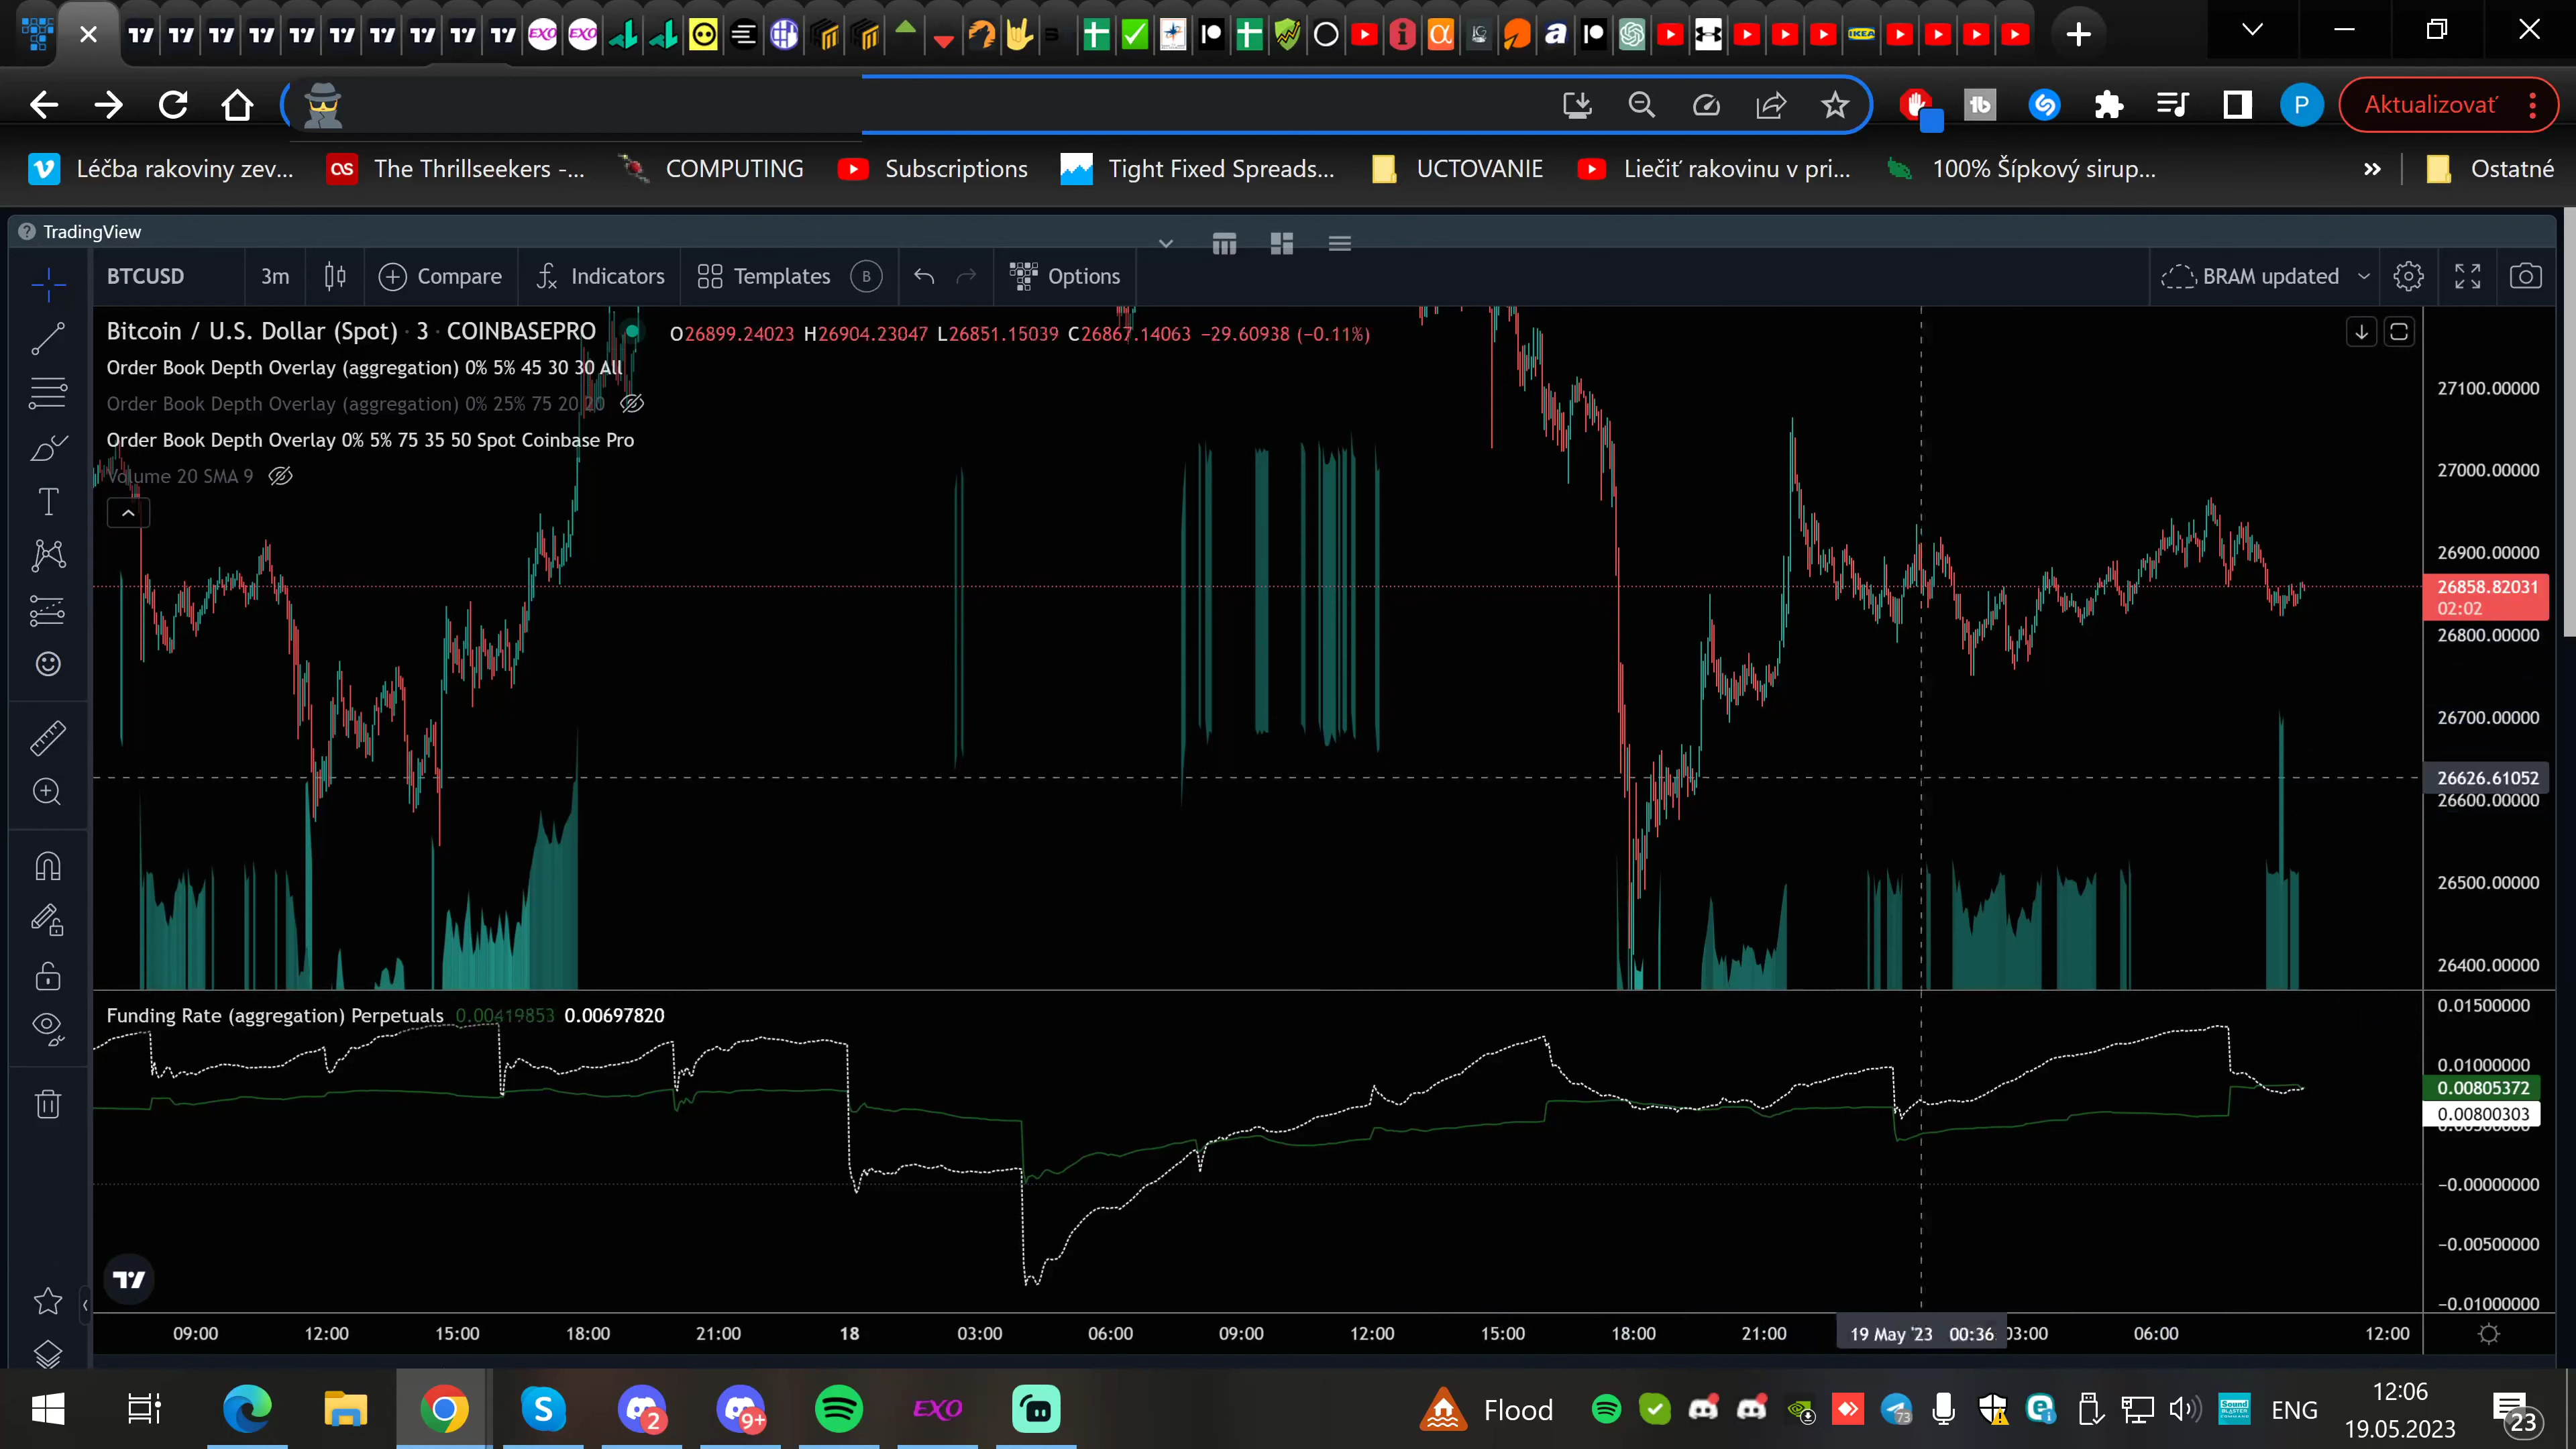 Aktualizovať
Léčba rakoviny zev... The Thrillseekers -... COMPUTING Subscriptions Tight Fixed Spreads... UCTOVANIE Liečiť rakovinu v pri... 100% Šípkový sirup... » Ostatné
TradingView
BTCUSD 3m Compare Indicators Templates B Options BRAM updated
Bitcoin / U.S. Dollar (Spot) · 3 · COINBASEPRO O26899.24023 H26904.23047 L26851.15039 C26867.14063 −29.60938 (−0.11%)
Order Book Depth Overlay (aggregation) 0% 5% 45 30 30 All
Order Book Depth Overlay (aggregation) 0% 25% 75 20 20
Order Book Depth Overlay 0% 5% 75 35 50 Spot Coinbase Pro
Volume 20 SMA 9
27100.00000
27000.00000
26900.00000
26858.82031
02:02
26800.00000
26700.00000
26626.61052
26600.00000
26500.00000
26400.00000
Funding Rate (aggregation) Perpetuals 0.00419853 0.00697820
0.01500000
0.01000000
0.00805372
0.00800303
−0.00000000
−0.00500000
−0.01000000
09:00 12:00 15:00 18:00 21:00 18 03:00 06:00 09:00 12:00 15:00 18:00 21:00 19 May '23 00:36 03:00 06:00 12:00
2 9+ EXO Flood 73 ENG 12:06
19.05.2023 23